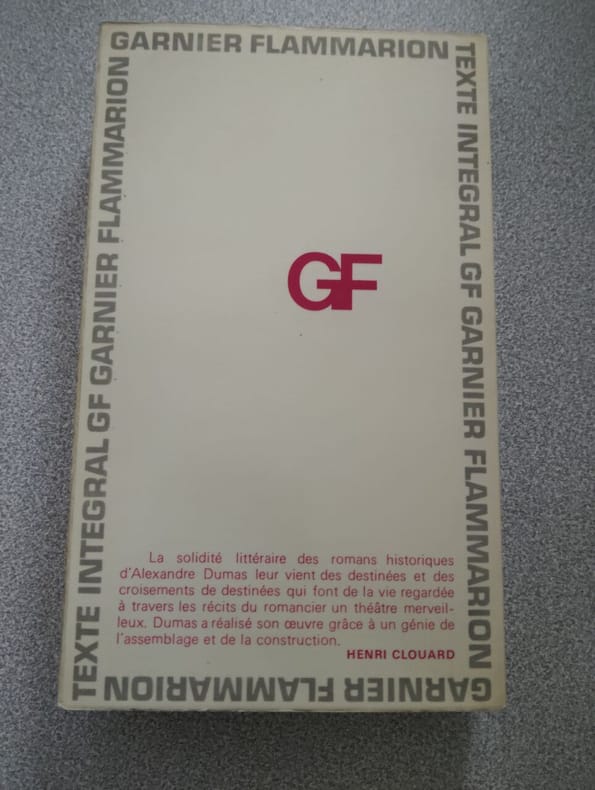 GARNIER FLAMMARION
TEXTE INTEGRAL GF GARNIER FLAMMARION
TEXTE INTEGRAL GF GARNIER FLAMMARION
GF
La solidité littéraire des romans historiques
d'Alexandre Dumas leur vient des destinées et des
croisements de destinées qui font de la vie regardée
à travers les récits du romancier un théâtre merveil-
leux. Dumas a réalisé son œuvre grâce à un génie de
l'assemblage et de la construction.
HENRI CLOUARD
GARNIER FLAMMARION